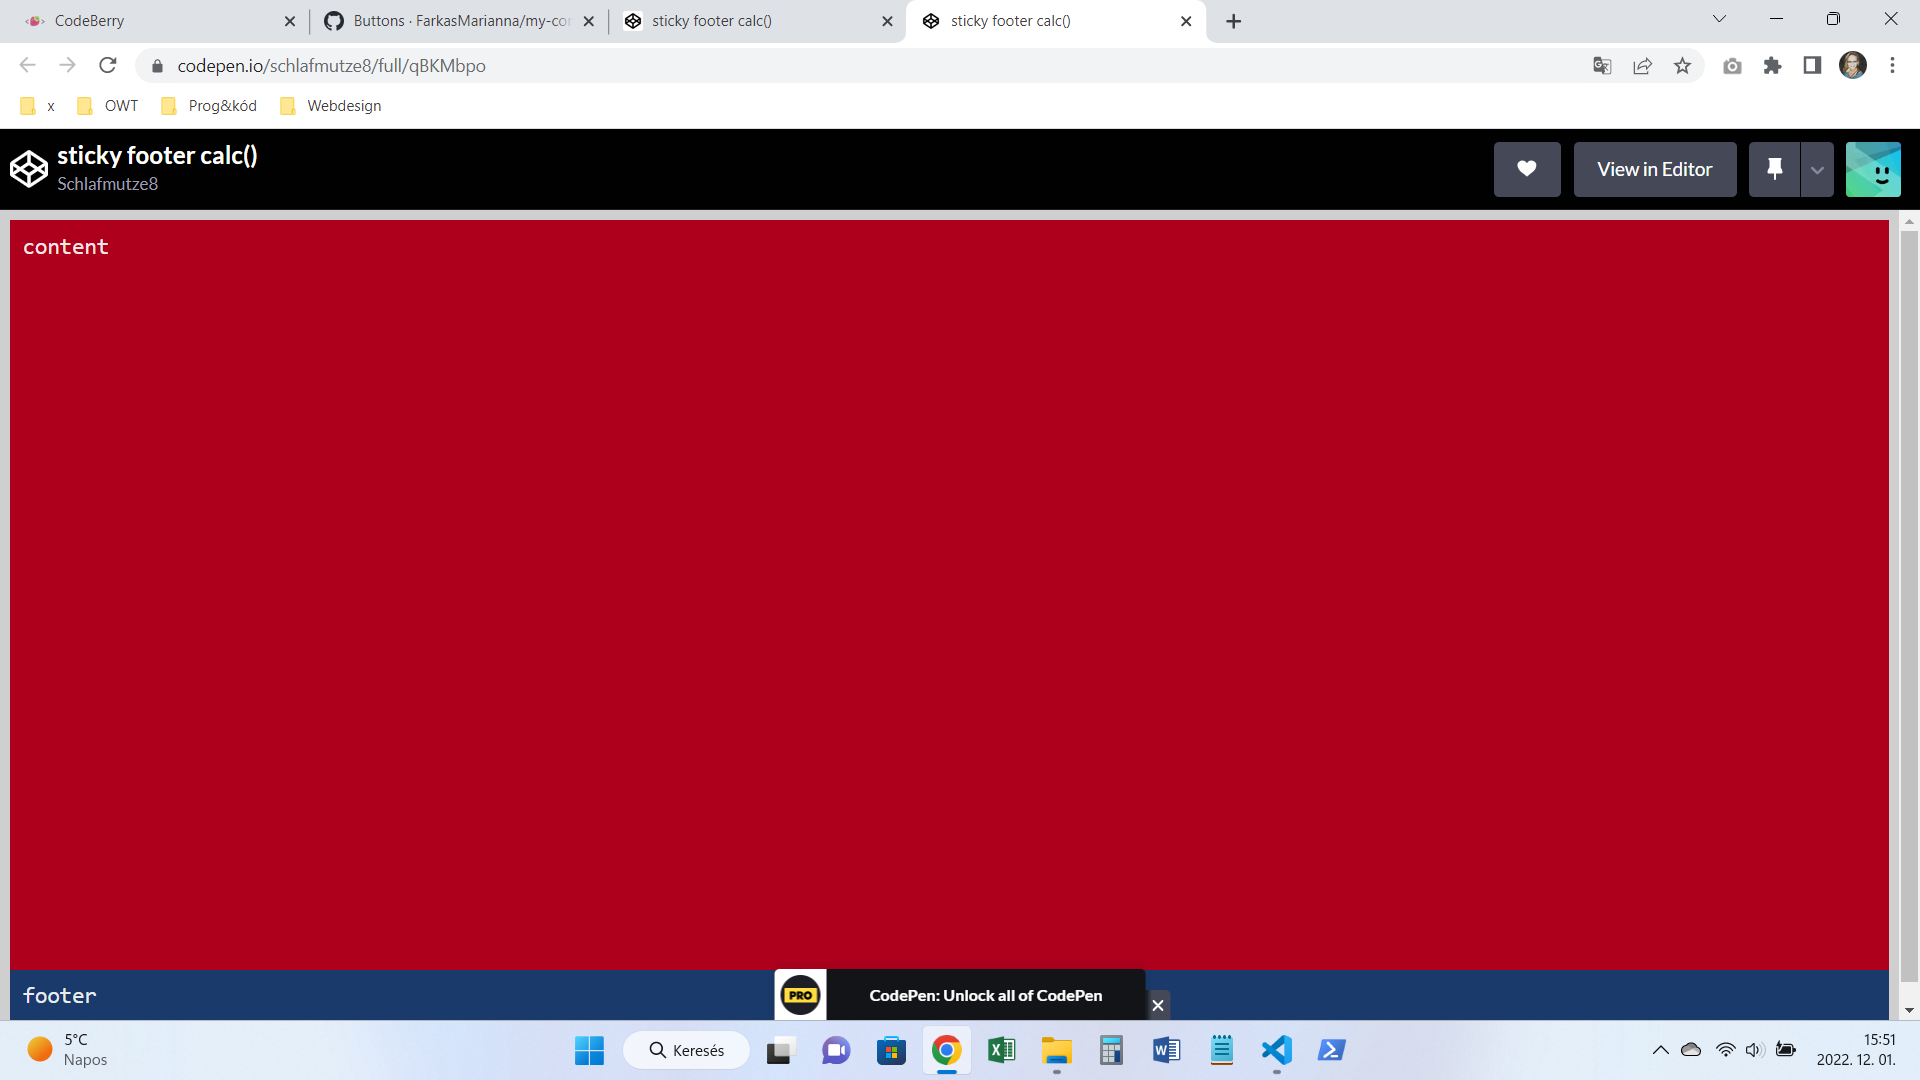 CodeBerry
Buttons · FarkasMarianna/my-cor
sticky footer calc()
sticky footer calc()
codepen.io/schlafmutze8/full/qBKMbpo
x
OWT
Prog&kód
Webdesign
sticky footer calc()
Schlafmutze8
View in Editor
content
footer
PRO
CodePen: Unlock all of CodePen
5°C
Napos
Keresés
15:51
2022. 12. 01.